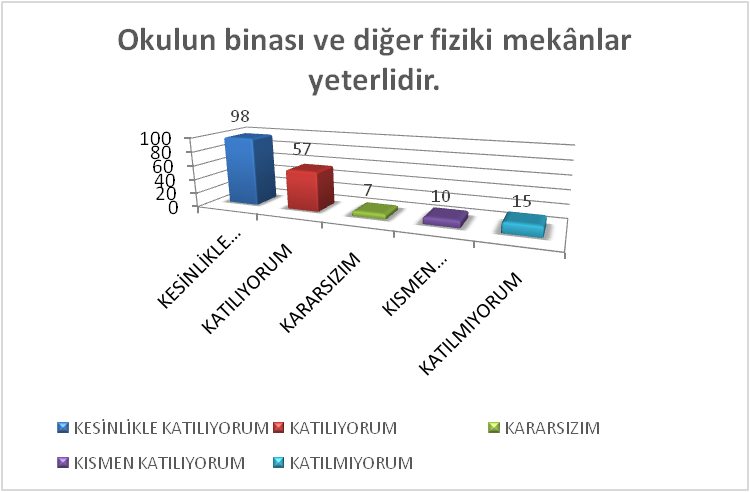 Okulun binası ve diğer fiziki mekânlar
yeterlidir.
98
57
7
10
15
100
80
60
40
20
0
KESİNLİKLE...
KATILIYORUM
KARARSIZIM
KISMEN...
KATILMIYORUM
KESİNLİKLE KATILIYORUM KATILIYORUM KARARSIZIM
KISMEN KATILIYORUM KATILMIYORUM